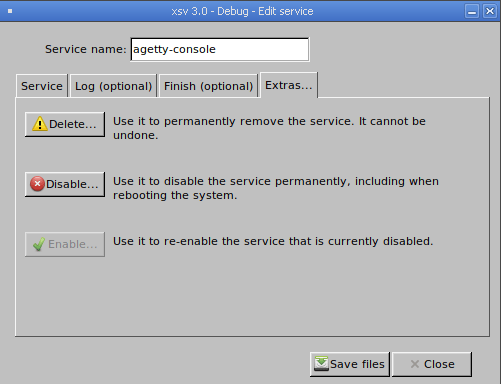 xsv 3.0 - Debug - Edit service
Service name: agetty-console
Service Log (optional) Finish (optional) Extras...
Delete... Use it to permanently remove the service. It cannot be
undone.
Disable... Use it to disable the service permanently, including when
rebooting the system.
Enable... Use it to re-enable the service that is currently disabled.
Save files Close